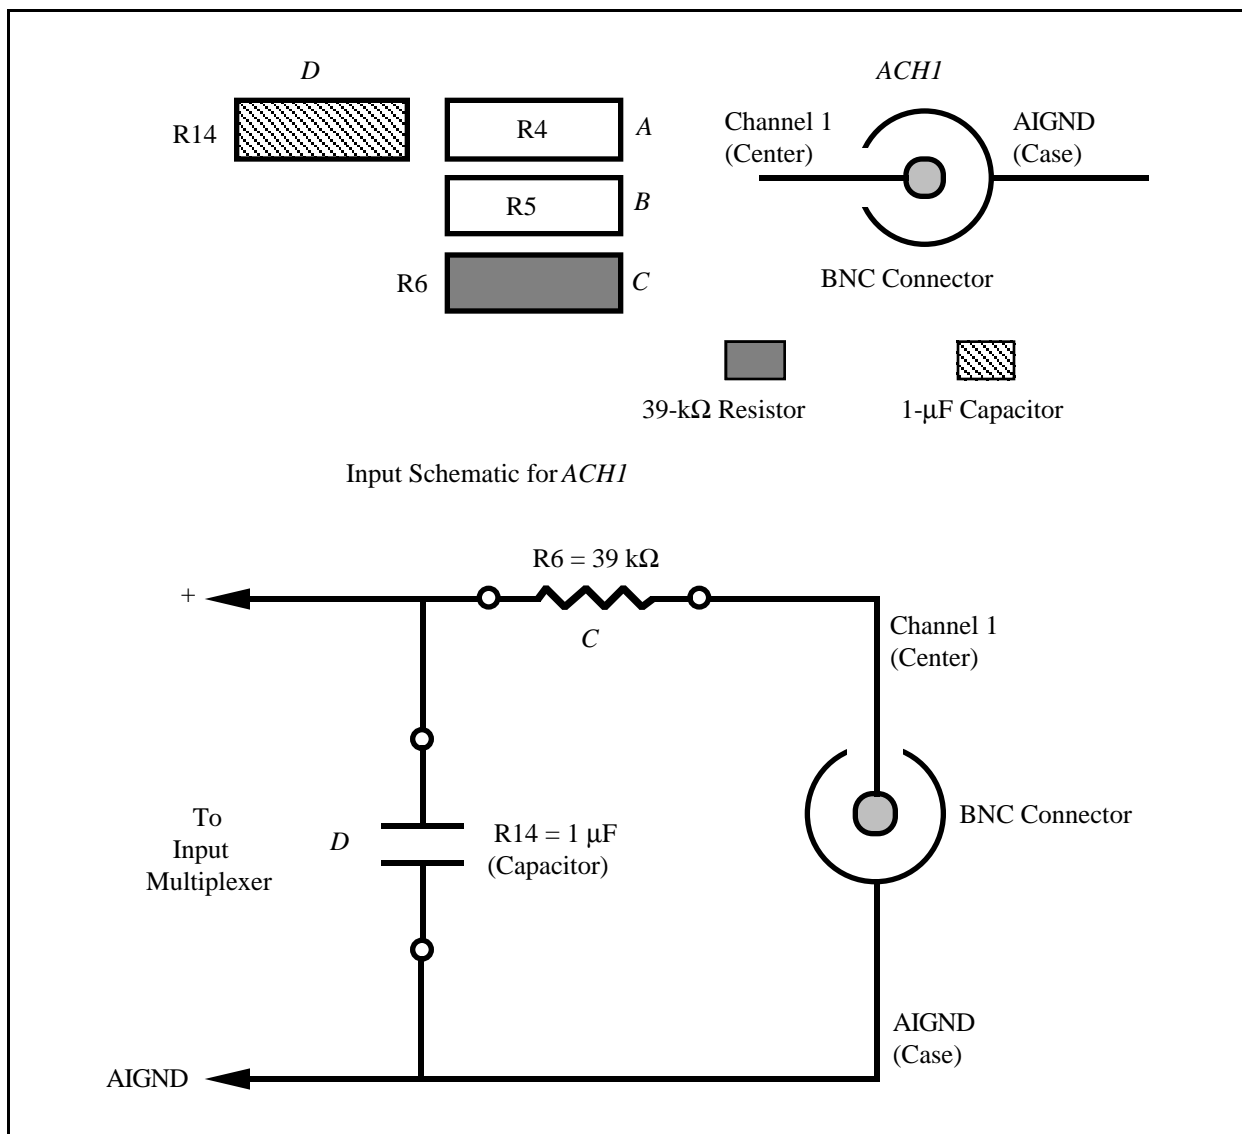 D
ACH1
R14
R4
A
Channel 1
(Center)
AIGND
(Case)
R5
B
R6
C
BNC Connector
39-kΩ Resistor
1-µF Capacitor
Input Schematic for ACH1
R6 = 39 kΩ
+
C
Channel 1
(Center)
To
Input
Multiplexer
D
R14 = 1 µF
(Capacitor)
BNC Connector
AIGND
(Case)
AIGND